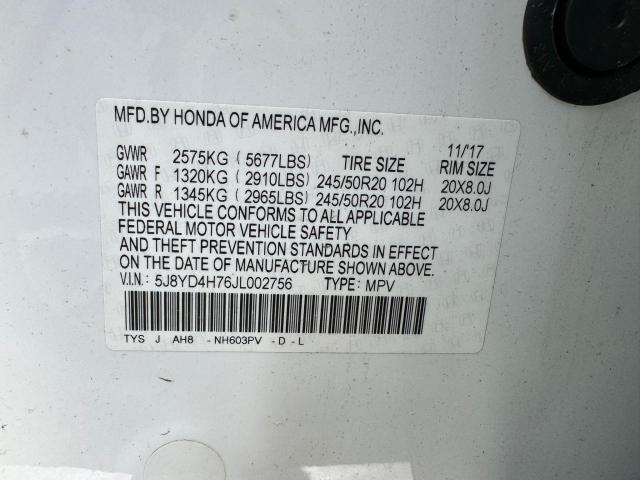 MFD.BY HONDA OF AMERICA MFG.,INC.
11/'17
GVWR 2575KG ( 5677LBS) TIRE SIZE RIM SIZE
GAWR F 1320KG ( 2910LBS) 245/50R20 102H 20X8.0J
GAWR R 1345KG ( 2965LBS) 245/50R20 102H 20X8.0J
THIS VEHICLE CONFORMS TO ALL APPLICABLE
FEDERAL MOTOR VEHICLE SAFETY
AND THEFT PREVENTION STANDARDS IN EFFECT
ON THE DATE OF MANUFACTURE SHOWN ABOVE.
V.I.N: 5J8YD4H76JL002756 TYPE: MPV
TYS J AH8 -NH603PV -D-L